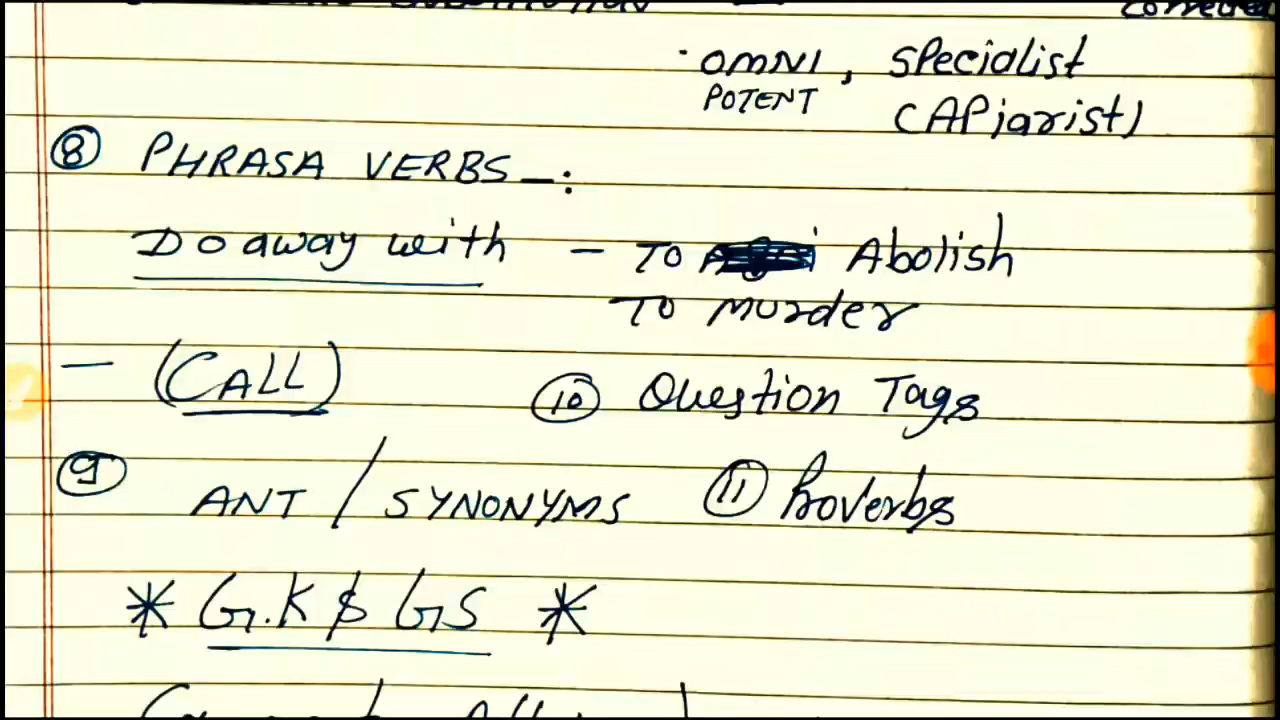 OMNI, Specialist
POTENT (APiarist)
⑧ PHRASA VERBS -:
Do away with - To Abolish
To Murder
- (CALL) ⑩ Question Tags
⑨ ANT / SYNONYMS ⑪ Proverbs
* G.K & GS *